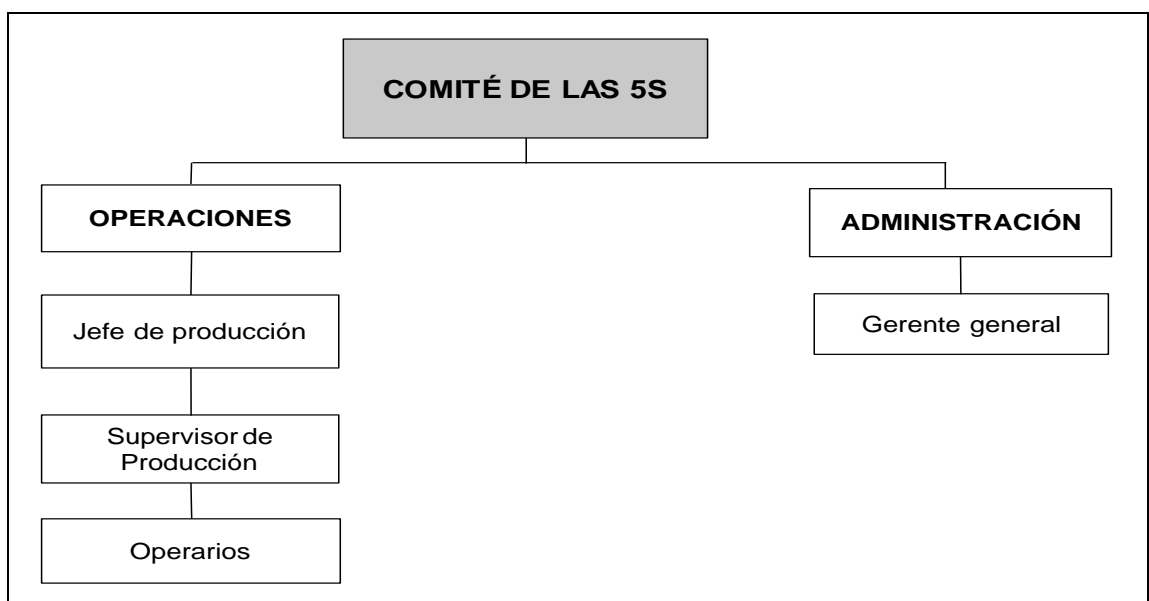 COMITÉ DE LAS 5S
OPERACIONES
ADMINISTRACIÓN
Jefe de producción
Gerente general
Supervisor de
Producción
Operarios